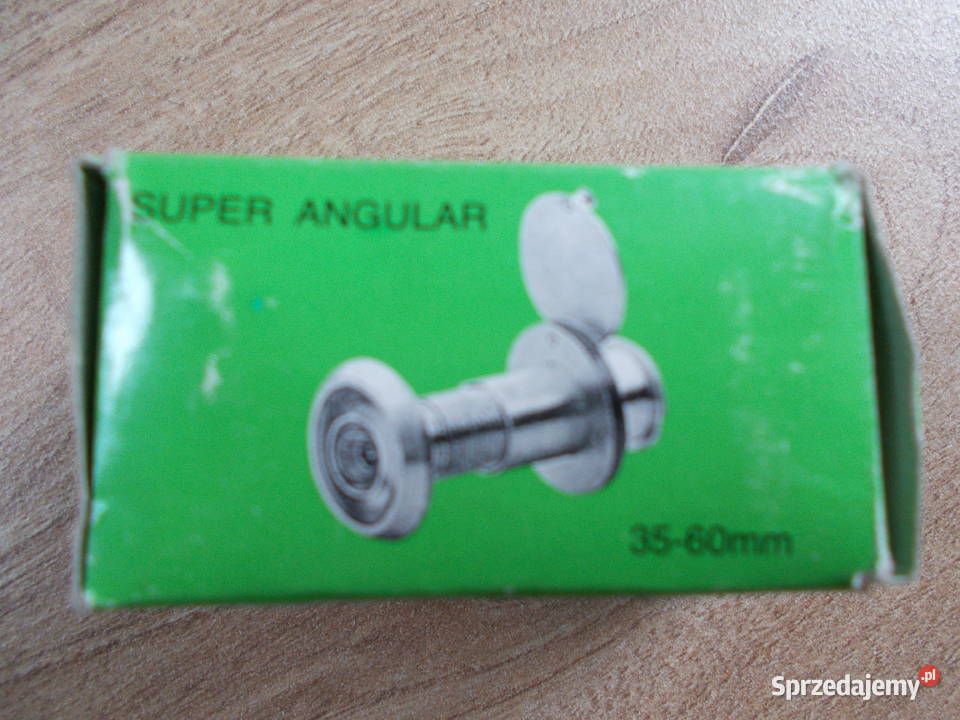 SUPER ANGULAR
35-60mm
Sprzedajemy.pl